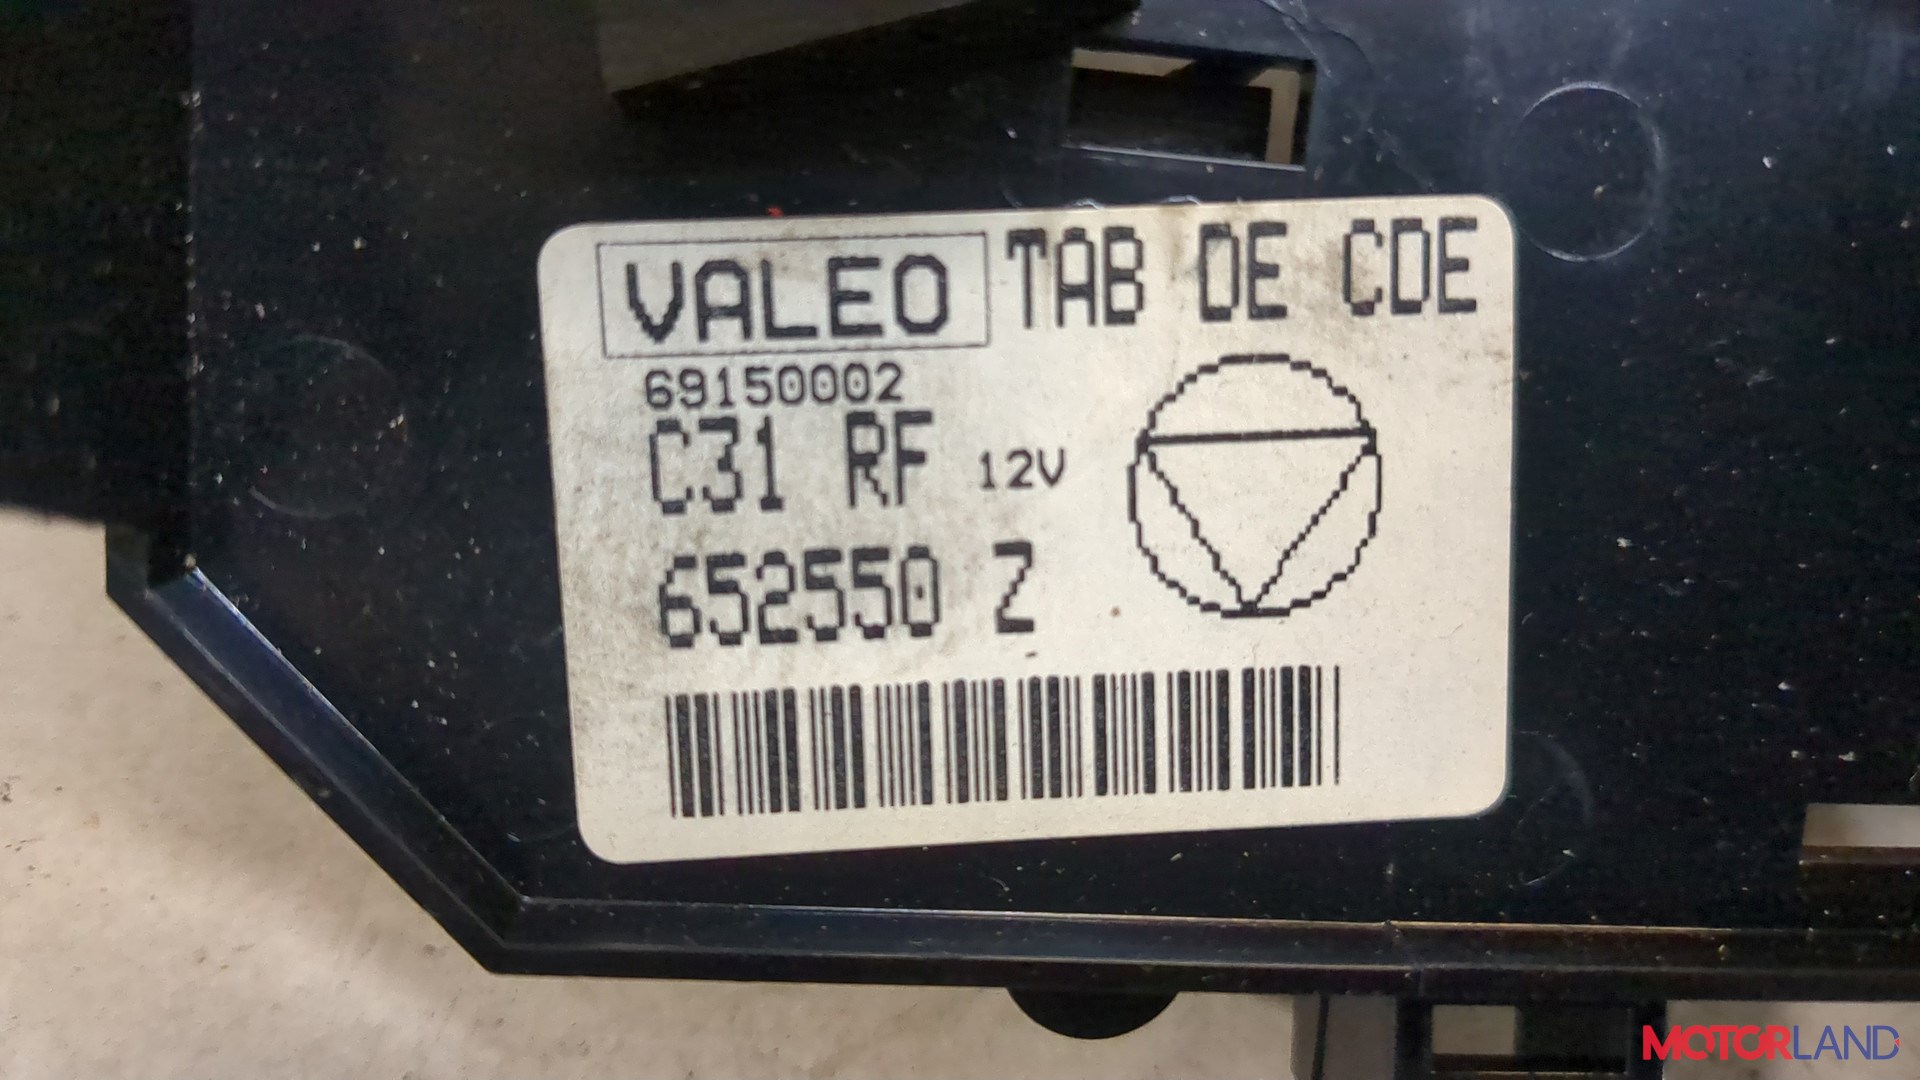 VALEO TAB DE CDE
69150002
C31 RF 12V
652550 Z
MOTORLAND